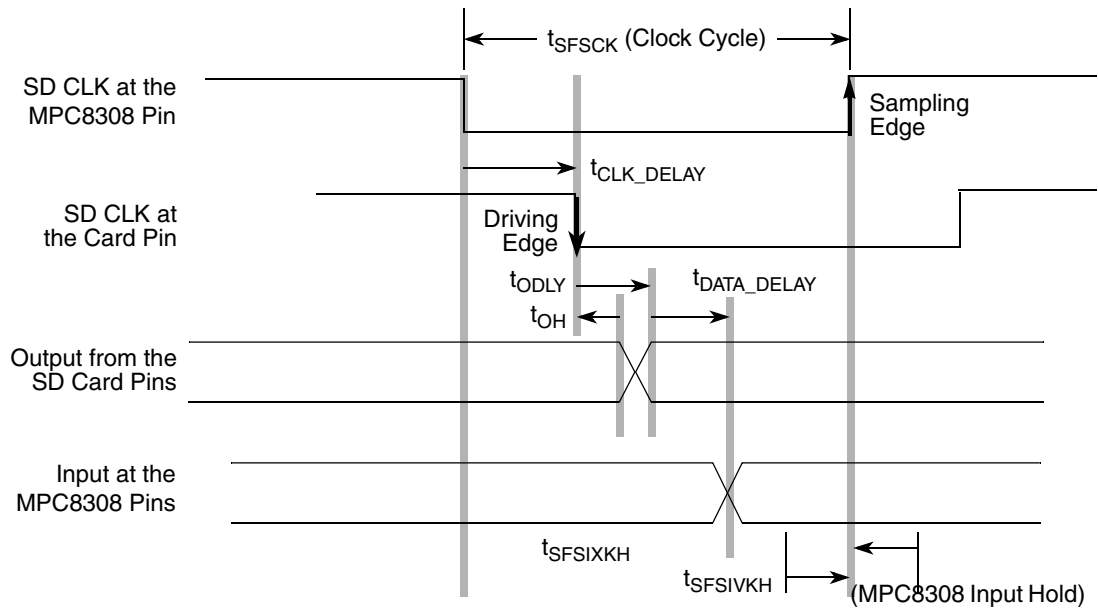 tSFSCK (Clock Cycle)
SD CLK at the
MPC8308 Pin
Sampling
Edge
tCLK_DELAY
SD CLK at
the Card Pin
Driving
Edge
tODLY
tDATA_DELAY
tOH
Output from the
SD Card Pins
Input at the
MPC8308 Pins
tSFSIXKH
tSFSIVKH
(MPC8308 Input Hold)